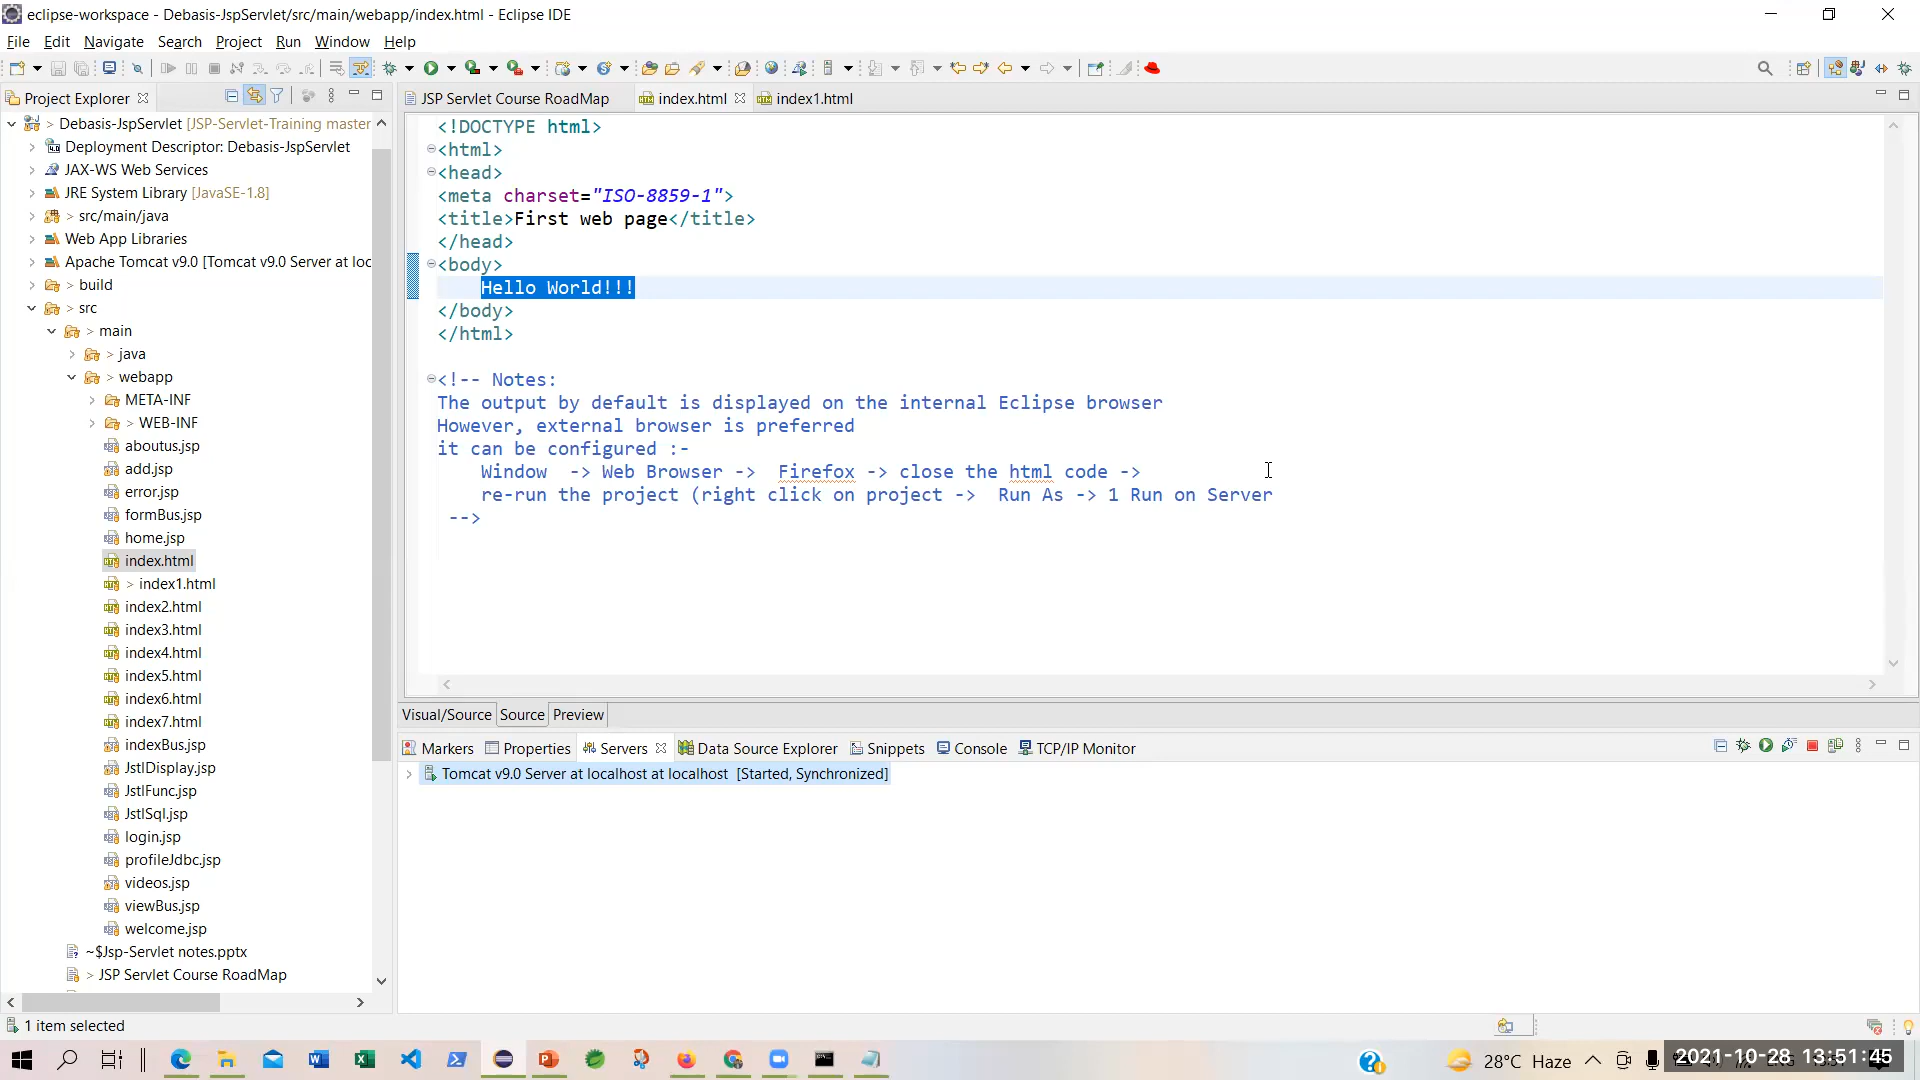 eclipse-workspace - Debasis-JspServlet/src/main/webapp/index.html - Eclipse IDE
File Edit Navigate Search Project Run Window Help
Project Explorer
JSP Servlet Course RoadMap index.html index1.html
> Debasis-JspServlet [JSP-Servlet-Training master
Deployment Descriptor: Debasis-JspServlet
JAX-WS Web Services
JRE System Library [JavaSE-1.8]
> src/main/java
Web App Libraries
Apache Tomcat v9.0 [Tomcat v9.0 Server at loc
> build
> src
> main
> java
> webapp
META-INF
> WEB-INF
aboutus.jsp
add.jsp
error.jsp
formBus.jsp
home.jsp
index.html
> index1.html
index2.html
index3.html
index4.html
index5.html
index6.html
index7.html
indexBus.jsp
JstlDisplay.jsp
JstlFunc.jsp
JstlSql.jsp
login.jsp
profileJdbc.jsp
videos.jsp
viewBus.jsp
welcome.jsp
~$Jsp-Servlet notes.pptx
> JSP Servlet Course RoadMap
<!DOCTYPE html>
<html>
<head>
<meta charset="ISO-8859-1">
<title>First web page</title>
</head>
<body>
Hello World!!!
</body>
</html>
<!-- Notes:
The output by default is displayed on the internal Eclipse browser
However, external browser is preferred
it can be configured :-
Window -> Web Browser -> Firefox -> close the html code ->
re-run the project (right click on project -> Run As -> 1 Run on Server
-->
Visual/Source Source Preview
Markers Properties Servers Data Source Explorer Snippets Console TCP/IP Monitor
Tomcat v9.0 Server at localhost at localhost [Started, Synchronized]
1 item selected
28°C Haze
2021-10-28 13:51:45